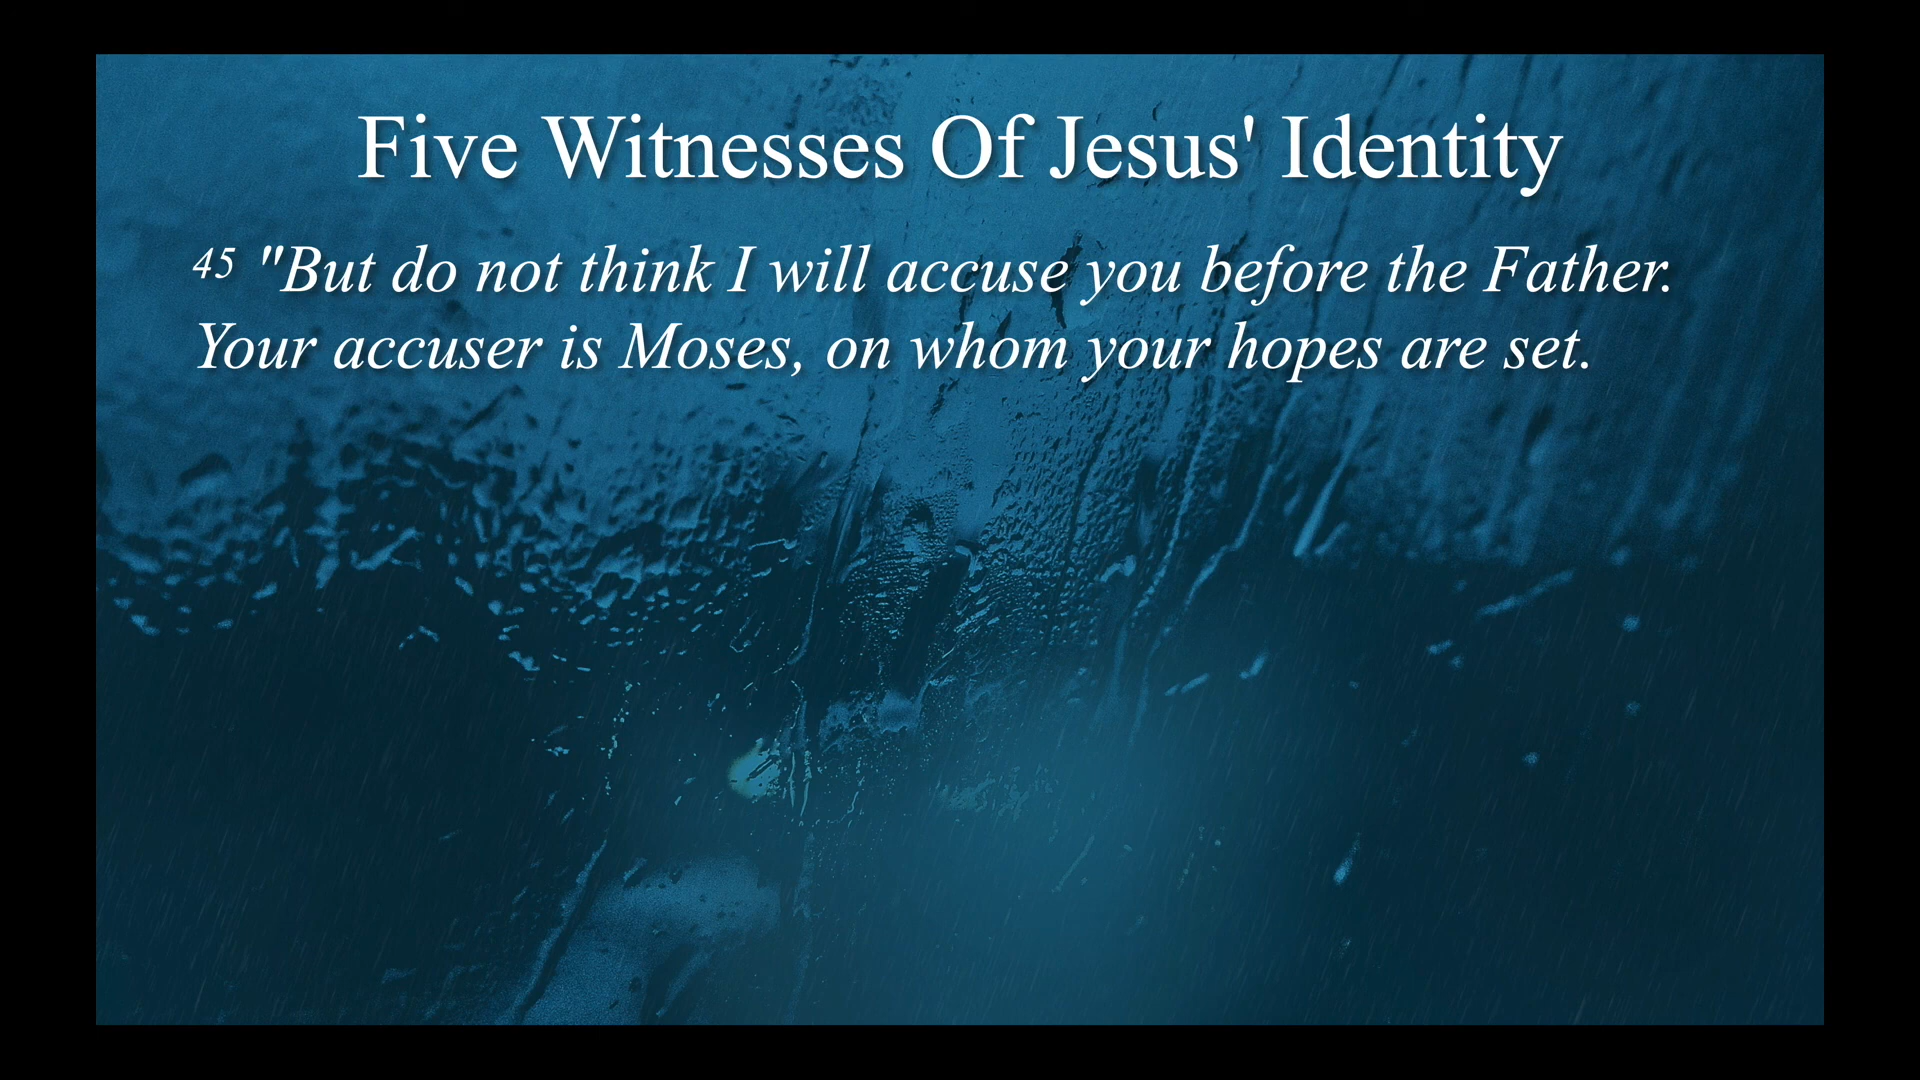 Five Witnesses Of Jesus' Identity
45 "But do not think I will accuse you before the Father.
Your accuser is Moses, on whom your hopes are set.